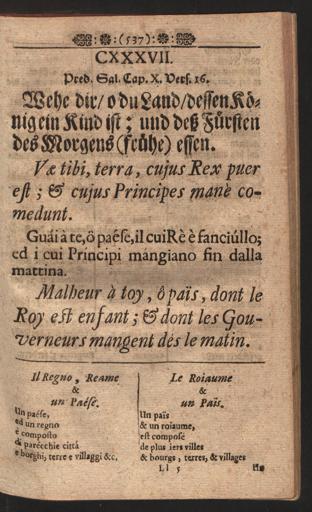 :(537):
CXXXVII.
Pred. Sal. Cap. X. Vers. 16.
Wehe dir/o du Land/dessen Kö-
nig ein Kind ist; und deß Fürsten
des Morgens (frühe) essen.
Væ tibi, terra, cujus Rex puer
est; & cujus Principes manè co-
medunt.
Guái à te, ô paése, il cui Rè è fanciúllo;
ed i cui Principi mangiano fin dalla
mattina.
Malheur à toy, ô païs, dont le
Roy est enfant; & dont les Gou-
verneurs mangent dés le matin.
Il Regno, Reame
&
un Paése.
Un paése,
ed un regno
è composto
di parécchie città
e borghi, terre e villaggi &c.
Le Roiaume
&
un Païs.
Un païs
& un roiaume,
est composé
de plus iers villes
& bourgs, terres, & villages
Ll 5